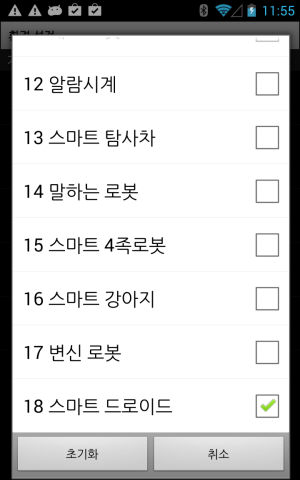 11:55
12 알람시계
13 스마트 탐사차
14 말하는 로봇
15 스마트 4족로봇
16 스마트 강아지
17 변신 로봇
18 스마트 드로이드
초기화 취소